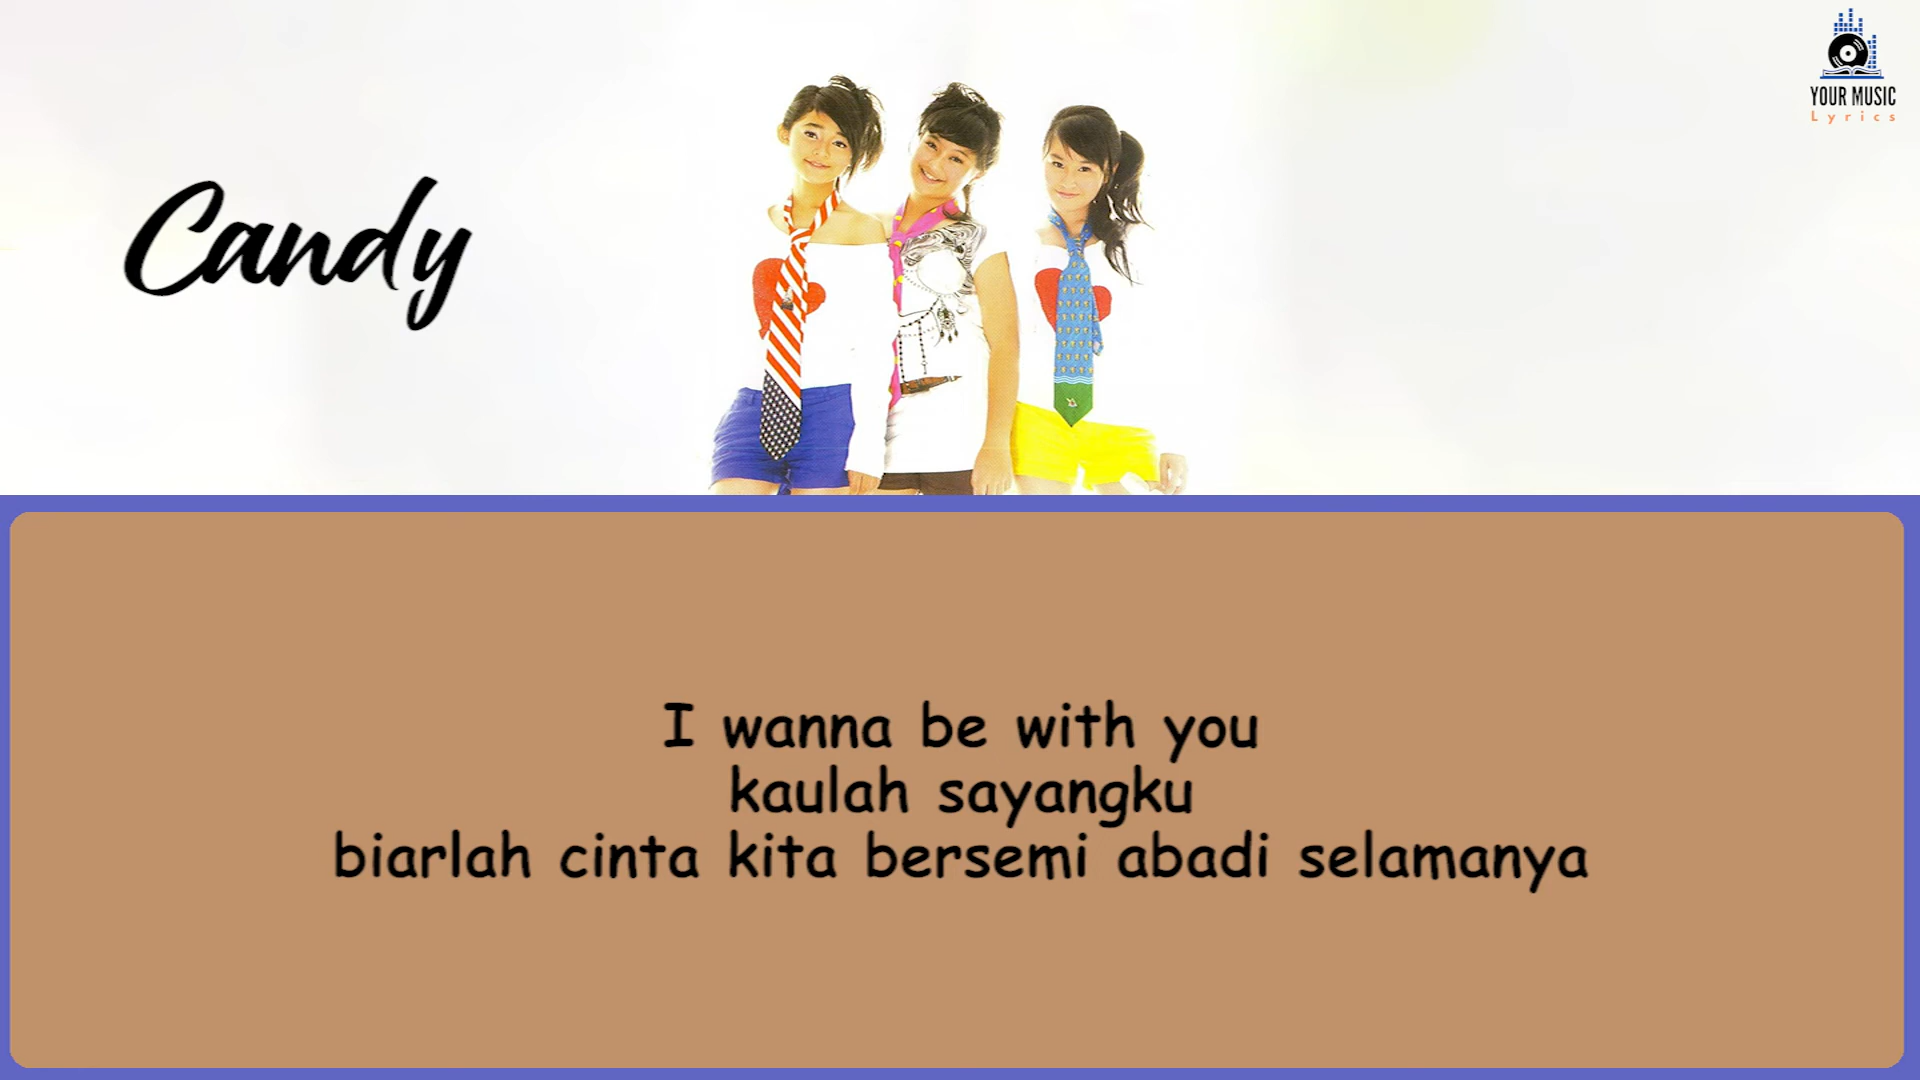 Candy
YOUR MUSIC
Lyrics
I wanna be with you
kaulah sayangku
biarlah cinta kita bersemi abadi selamanya